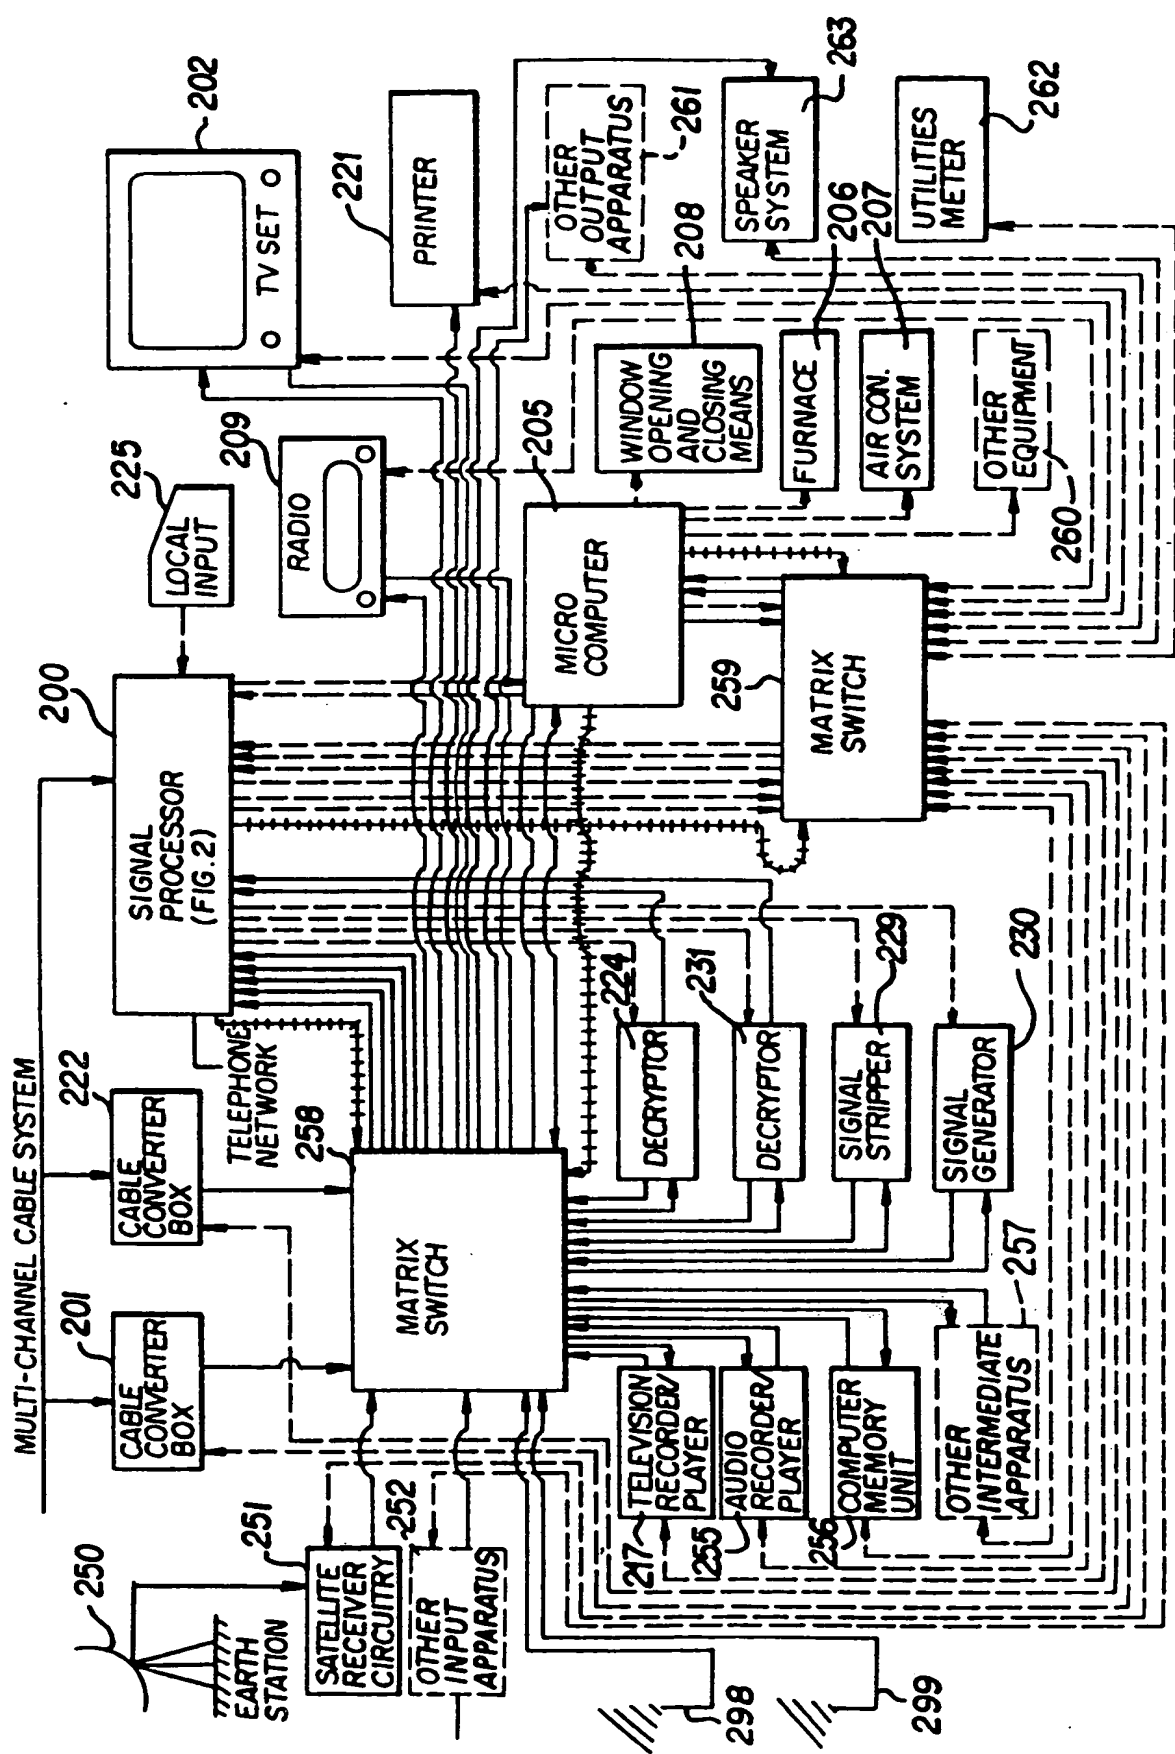 MULTI-CHANNEL CABLE SYSTEM
250
EARTH
STATION
251
SATELLITE
RECEIVER
CIRCUITRY
252
OTHER
INPUT
APPARATUS
298
299
201
CABLE
CONVERTER
BOX
222
CABLE
CONVERTER
BOX
TELEPHONE
NETWORK
258
MATRIX
SWITCH
200
SIGNAL
PROCESSOR
(FIG. 2)
225
LOCAL
INPUT
202
TV SET
209
RADIO
221
PRINTER
OTHER
OUTPUT
APPARATUS
261
SPEAKER
SYSTEM
263
UTILITIES
METER
262
208
WINDOW
OPENING
AND
CLOSING
MEANS
205
MICRO
COMPUTER
FURNACE
206
AIR CON.
SYSTEM
207
OTHER
EQUIPMENT
260
259
MATRIX
SWITCH
224
DECRYPTOR
231
DECRYPTOR
SIGNAL
STRIPPER
229
SIGNAL
GENERATOR
230
217
TELEVISION
RECORDER/
PLAYER
255
AUDIO
RECORDER/
PLAYER
256
COMPUTER
MEMORY
UNIT
OTHER
INTERMEDIATE
APPARATUS
257